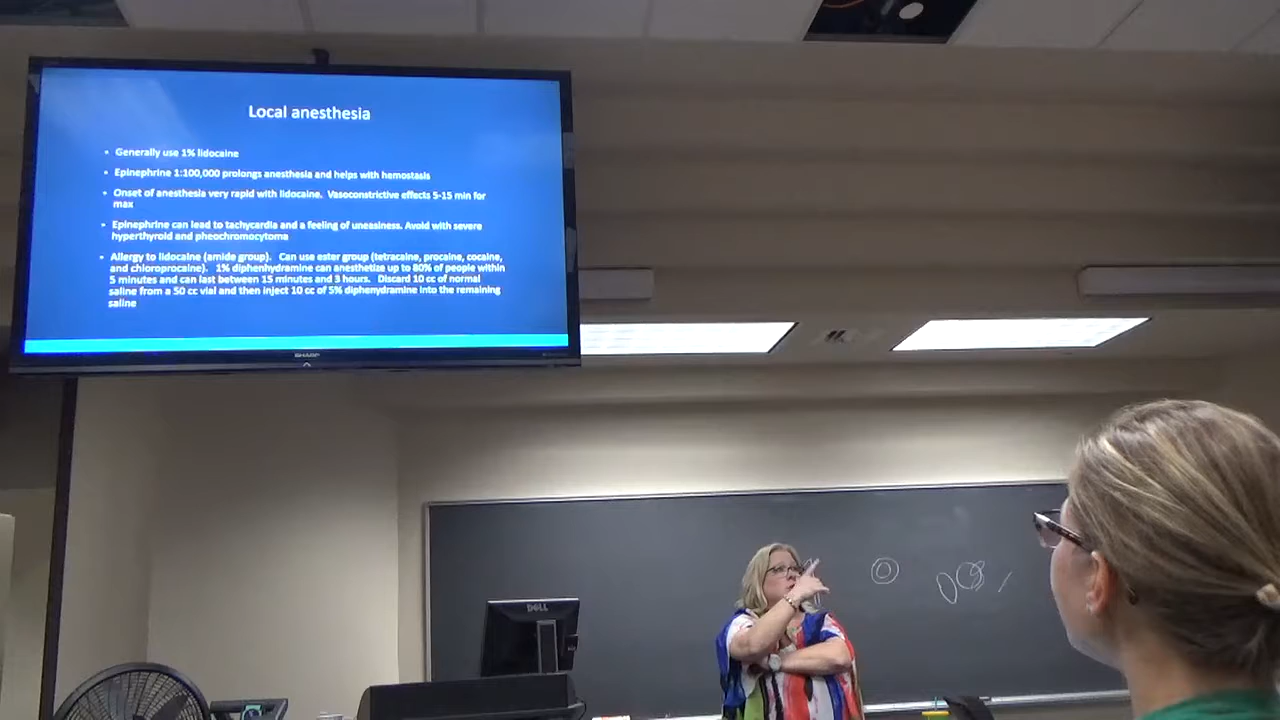 Local anesthesia
• Generally use 1% lidocaine
• Epinephrine 1:100,000 prolongs anesthesia and helps with hemostasis
• Onset of anesthesia very rapid with lidocaine. Vasoconstrictive effects 5-15 min for
max
• Epinephrine can lead to tachycardia and a feeling of uneasiness. Avoid with severe
hyperthyroid and pheochromocytoma
• Allergy to lidocaine (amide group). Can use ester group (tetracaine, procaine, cocaine,
and chloroprocaine). 1% diphenhydramine can anesthetize up to 80% of people within
5 minutes and can last between 15 minutes and 3 hours. Discard 10 cc of normal
saline from a 50 cc vial and then inject 10 cc of 5% diphenydramine into the remaining
saline
SHARP
DELL